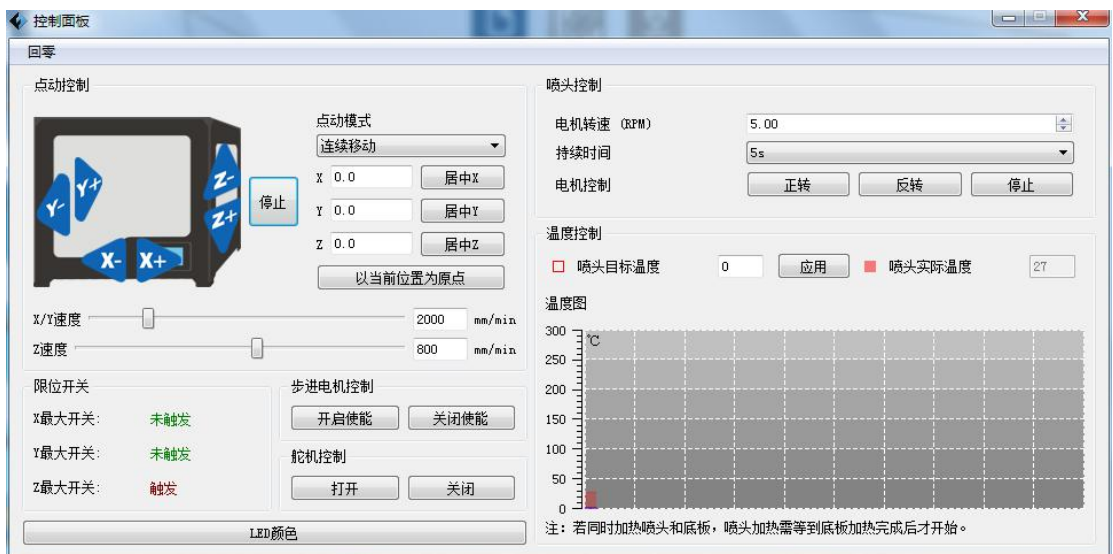 控制面板
回零
点动控制
Y- Y+
Z-
Z+
X- X+
停止
点动模式
连续移动
X 0.0 居中X
Y 0.0 居中Y
Z 0.0 居中Z
以当前位置为原点
X/Y速度 2000 mm/min
Z速度 800 mm/min
限位开关
X最大开关: 未触发
Y最大开关: 未触发
Z最大开关: 触发
步进电机控制
开启使能 关闭使能
舵机控制
打开 关闭
LED颜色
喷头控制
电机转速 (RPM) 5.00
持续时间 5s
电机控制 正转 反转 停止
温度控制
喷头目标温度 0 应用 喷头实际温度 27
温度图
300
℃
250
200
150
100
50
0
注: 若同时加热喷头和底板，喷头加热需等到底板加热完成后才开始。